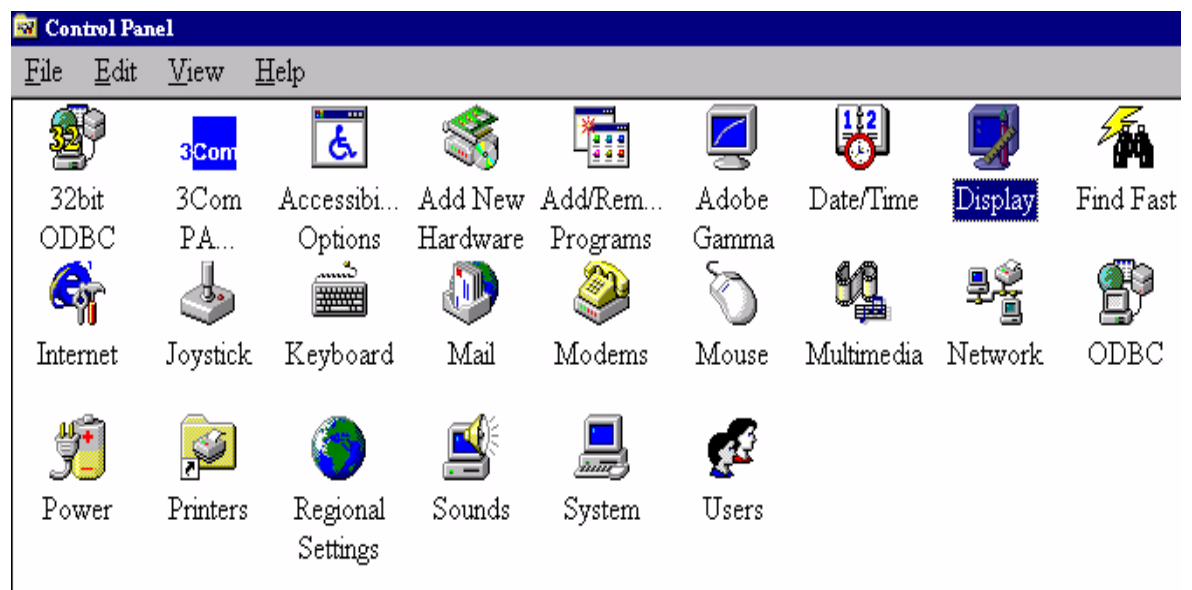 Control Panel
File Edit View Help
32 3Com 1 2
32bit ODBC
3Com PA...
Accessibi... Options
Add New Hardware
Add/Rem... Programs
Adobe Gamma
Date/Time
Display
Find Fast
Internet
Joystick
Keyboard
Mail
Modems
Mouse
Multimedia
Network
ODBC
Power
Printers
Regional Settings
Sounds
System
Users